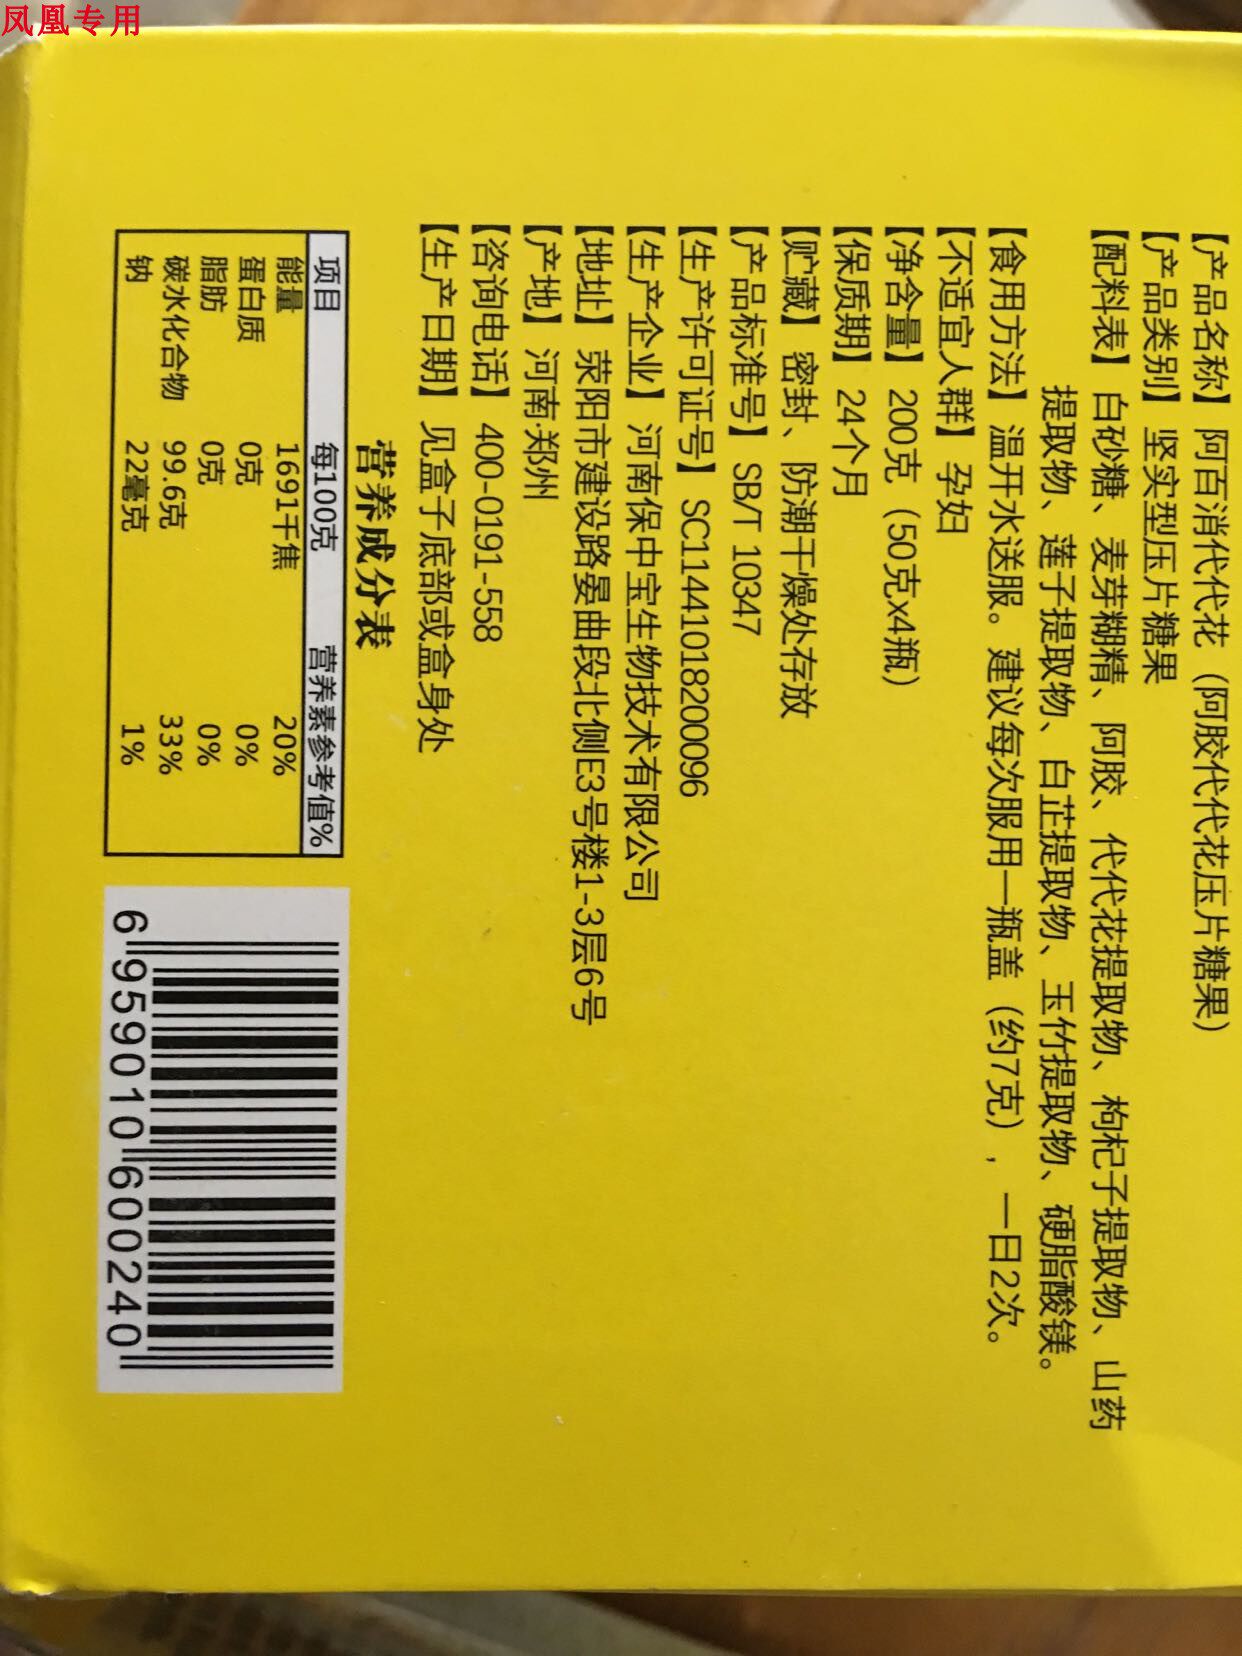 凤凰专用
【产品名称】 阿百消代代花（阿胶代代花压片糖果）
【产品类别】 坚实型压片糖果
【配料表】 白砂糖、麦芽糊精、阿胶、代代花提取物、枸杞子提取物、山药
提取物、莲子提取物、白芷提取物、玉竹提取物、硬脂酸镁。
【食用方法】 温开水送服。建议每次服用一瓶盖（约7克），一日2次。
【不适宜人群】 孕妇
【净含量】 200克（50克x4瓶）
【保质期】 24个月
【贮藏】 密封、防潮干燥处存放
【产品标准号】 SB/T 10347
【生产许可证号】 SC11441018200096
【生产企业】 河南保中宝生物技术有限公司
【地址】 荥阳市建设路晏曲段北侧E3号楼1-3层6号
【产地】 河南·郑州
【咨询电话】 400-0191-558
【生产日期】 见盒子底部或盒身处
营养成分表
项目 每100克 营养素参考值%
能量 1691千焦 20%
蛋白质 0克 0%
脂肪 0克 0%
碳水化合物 99.6克 33%
钠 22毫克 1%
6 959010 600240